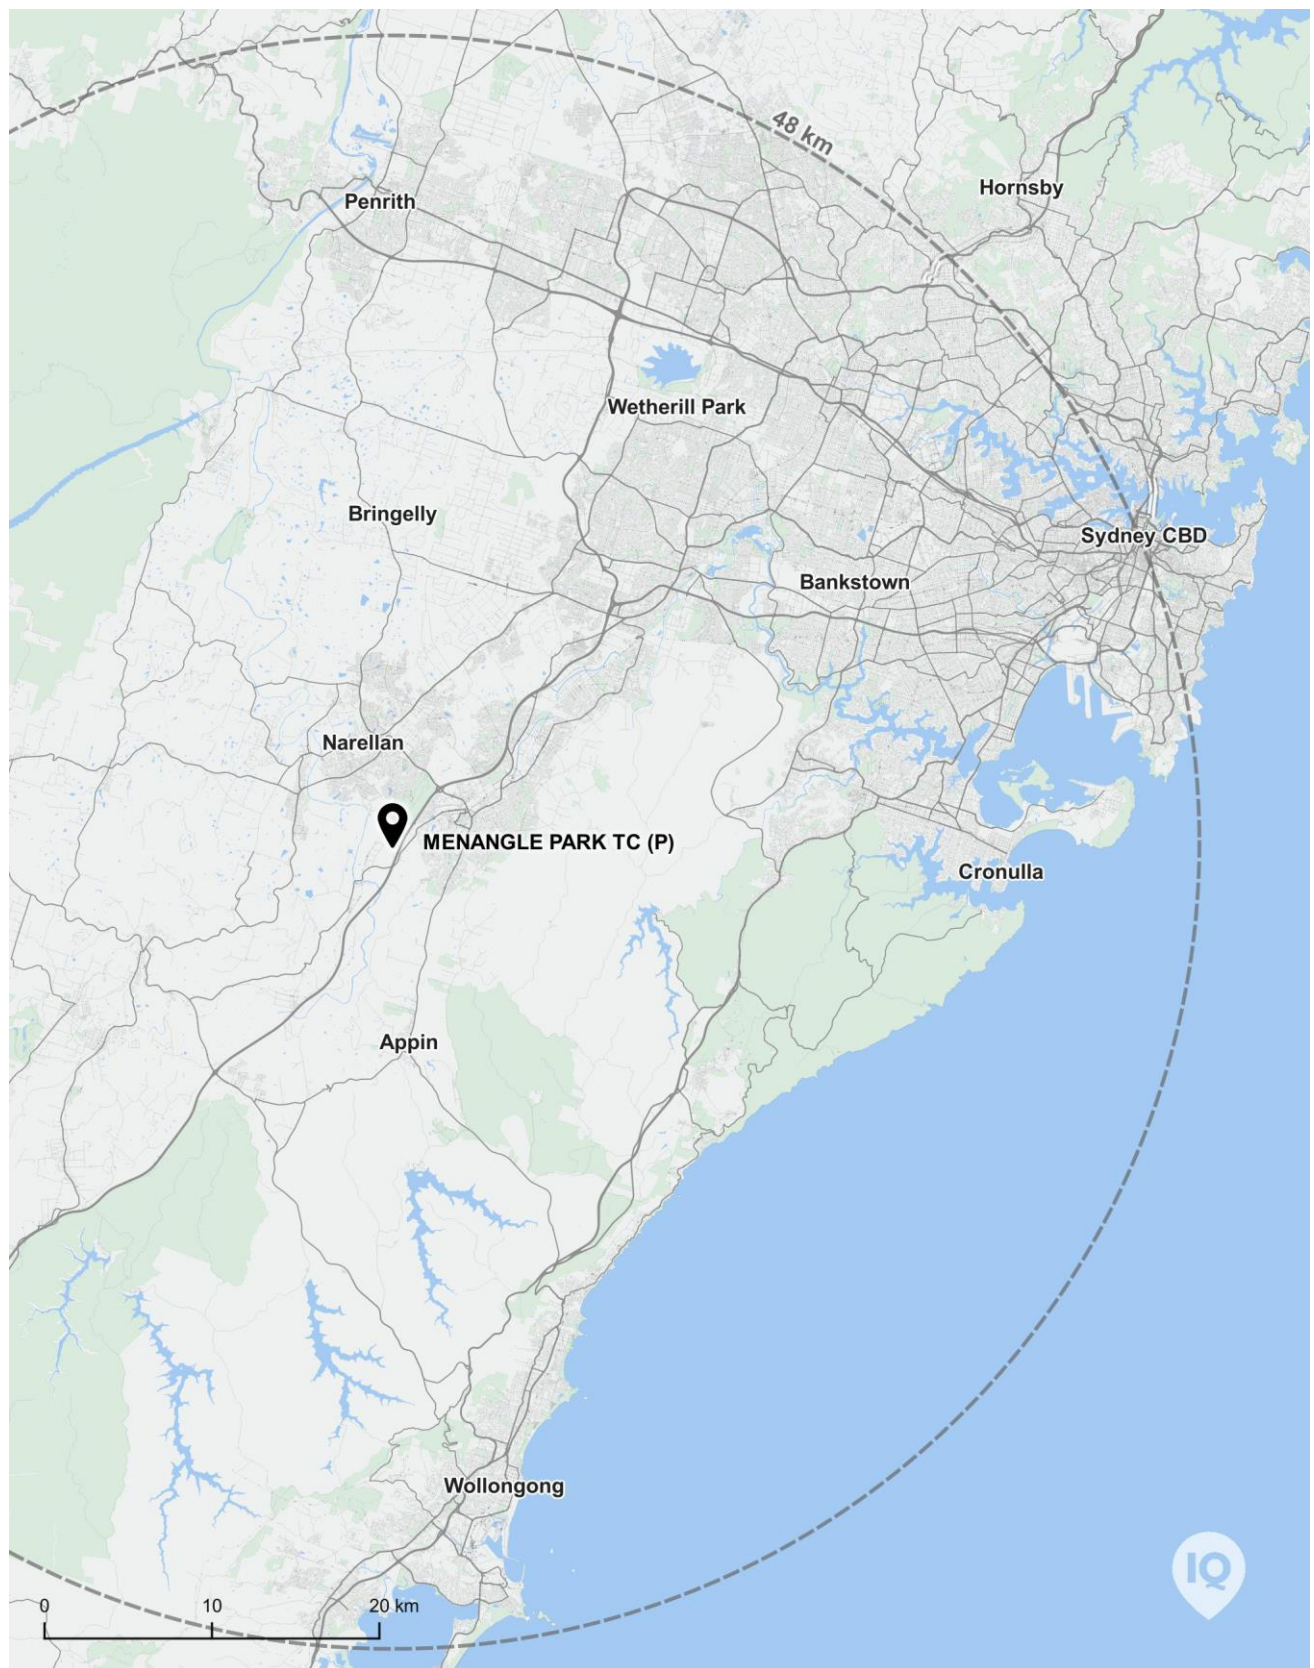 48 km
Hornsby
Penrith
Wetherill Park
Bringelly
Sydney CBD
Bankstown
Narellan
MENANGLE PARK TC (P)
Cronulla
Appin
Wollongong
IQ
0 10 20 km